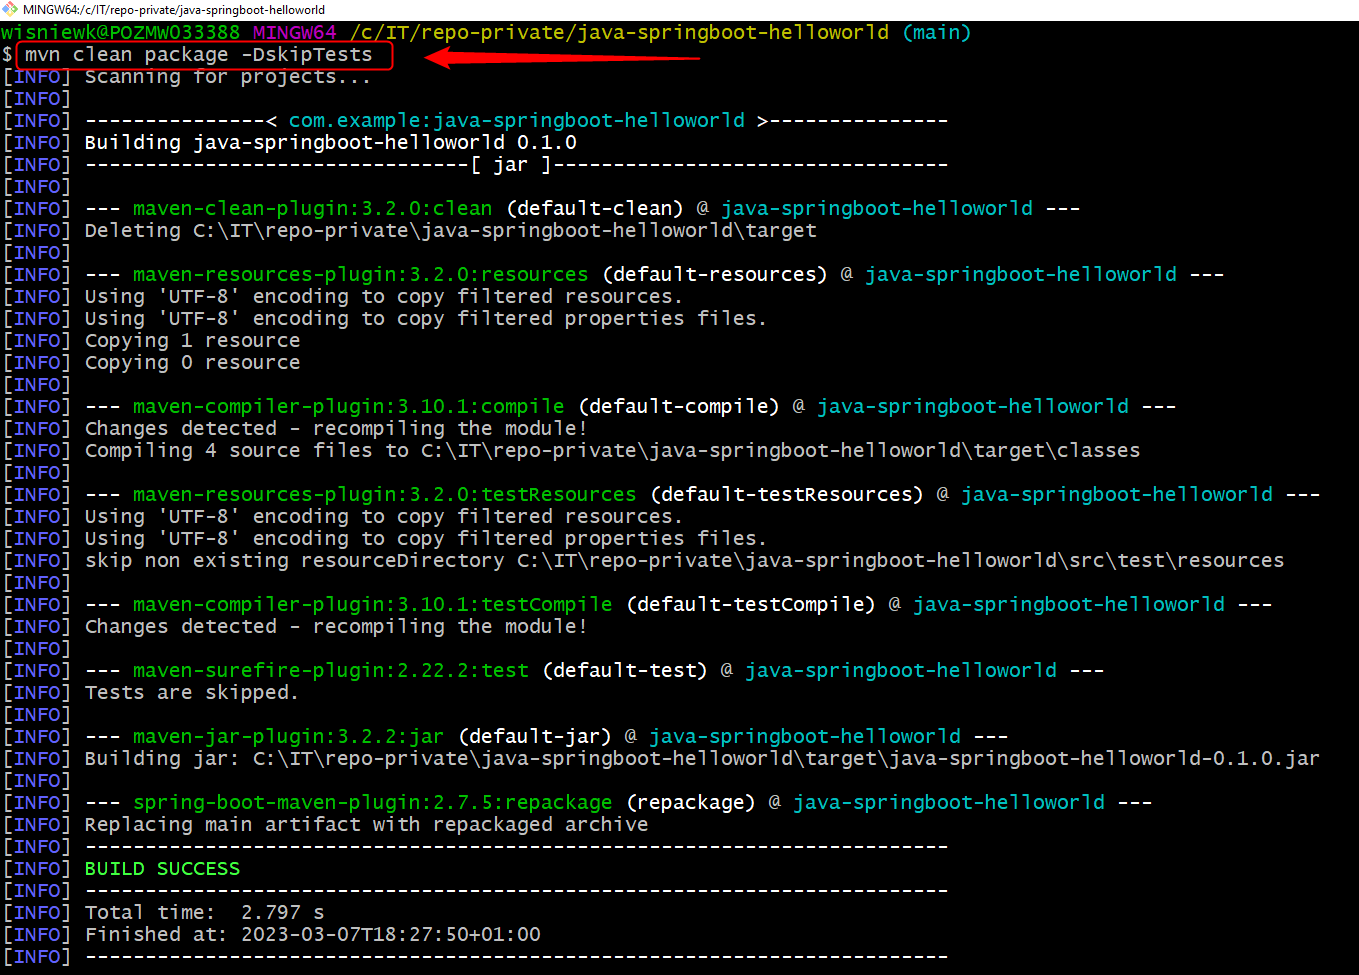 MINGW64:/c/IT/repo-private/java-springboot-helloworld
wisniewk@POZMWO33388 MINGW64 /c/IT/repo-private/java-springboot-helloworld (main)
$ mvn clean package -DskipTests
[INFO] Scanning for projects...
[INFO]
[INFO] ---------------< com.example:java-springboot-helloworld >---------------
[INFO] Building java-springboot-helloworld 0.1.0
[INFO] --------------------------------[ jar ]---------------------------------
[INFO]
[INFO] --- maven-clean-plugin:3.2.0:clean (default-clean) @ java-springboot-helloworld ---
[INFO] Deleting C:\IT\repo-private\java-springboot-helloworld\target
[INFO]
[INFO] --- maven-resources-plugin:3.2.0:resources (default-resources) @ java-springboot-helloworld ---
[INFO] Using 'UTF-8' encoding to copy filtered resources.
[INFO] Using 'UTF-8' encoding to copy filtered properties files.
[INFO] Copying 1 resource
[INFO] Copying 0 resource
[INFO]
[INFO] --- maven-compiler-plugin:3.10.1:compile (default-compile) @ java-springboot-helloworld ---
[INFO] Changes detected - recompiling the module!
[INFO] Compiling 4 source files to C:\IT\repo-private\java-springboot-helloworld\target\classes
[INFO]
[INFO] --- maven-resources-plugin:3.2.0:testResources (default-testResources) @ java-springboot-helloworld ---
[INFO] Using 'UTF-8' encoding to copy filtered resources.
[INFO] Using 'UTF-8' encoding to copy filtered properties files.
[INFO] skip non existing resourceDirectory C:\IT\repo-private\java-springboot-helloworld\src\test\resources
[INFO]
[INFO] --- maven-compiler-plugin:3.10.1:testCompile (default-testCompile) @ java-springboot-helloworld ---
[INFO] Changes detected - recompiling the module!
[INFO]
[INFO] --- maven-surefire-plugin:2.22.2:test (default-test) @ java-springboot-helloworld ---
[INFO] Tests are skipped.
[INFO]
[INFO] --- maven-jar-plugin:3.2.2:jar (default-jar) @ java-springboot-helloworld ---
[INFO] Building jar: C:\IT\repo-private\java-springboot-helloworld\target\java-springboot-helloworld-0.1.0.jar
[INFO]
[INFO] --- spring-boot-maven-plugin:2.7.5:repackage (repackage) @ java-springboot-helloworld ---
[INFO] Replacing main artifact with repackaged archive
[INFO] ------------------------------------------------------------------------
[INFO] BUILD SUCCESS
[INFO] ------------------------------------------------------------------------
[INFO] Total time:  2.797 s
[INFO] Finished at: 2023-03-07T18:27:50+01:00
[INFO] ------------------------------------------------------------------------